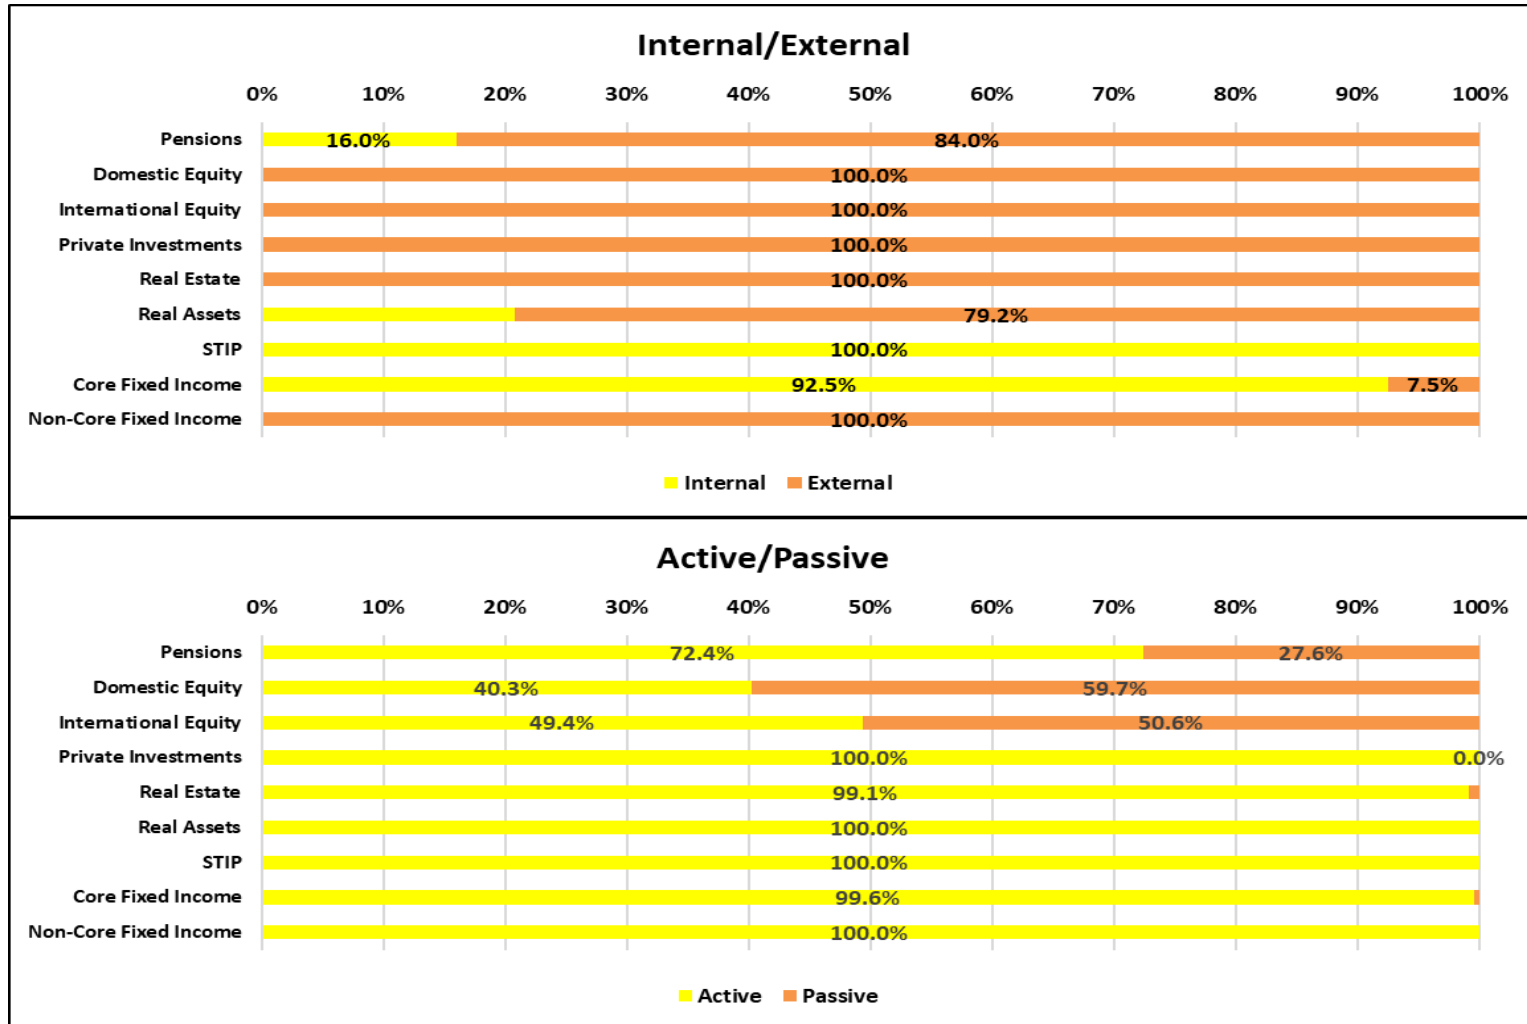 Internal/External
0% 10% 20% 30% 40% 50% 60% 70% 80% 90% 100%
Pensions 16.0% 84.0%
Domestic Equity 100.0%
International Equity 100.0%
Private Investments 100.0%
Real Estate 100.0%
Real Assets 79.2%
STIP 100.0%
Core Fixed Income 92.5% 7.5%
Non-Core Fixed Income 100.0%
Internal External
Active/Passive
0% 10% 20% 30% 40% 50% 60% 70% 80% 90% 100%
Pensions 72.4% 27.6%
Domestic Equity 40.3% 59.7%
International Equity 49.4% 50.6%
Private Investments 100.0% 0.0%
Real Estate 99.1%
Real Assets 100.0%
STIP 100.0%
Core Fixed Income 99.6%
Non-Core Fixed Income 100.0%
Active Passive